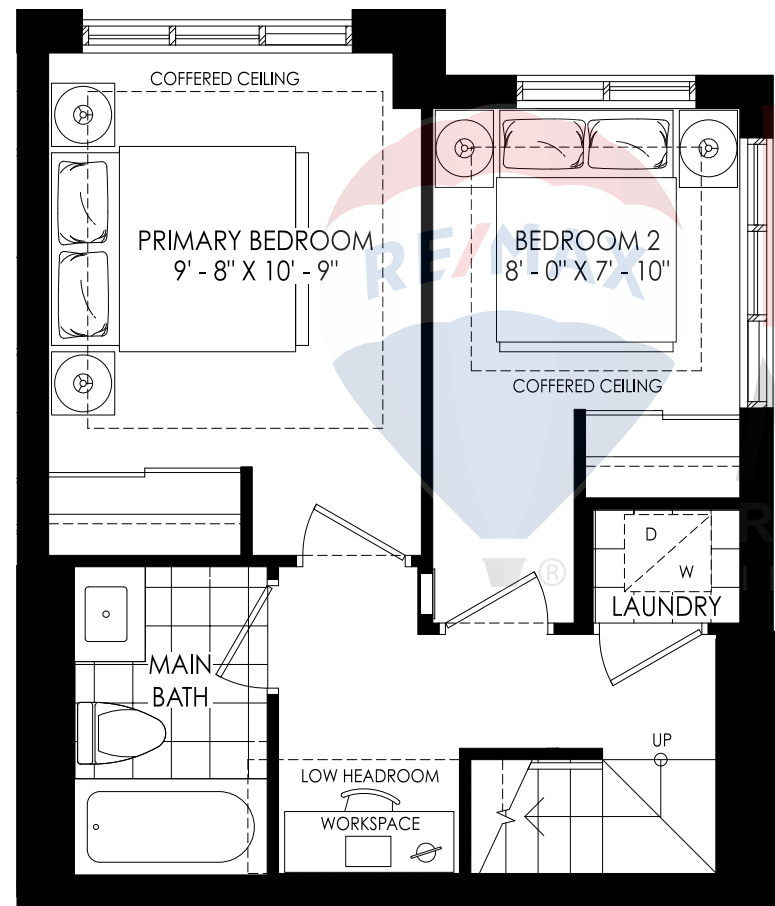 COFFERED CEILING
PRIMARY BEDROOM
9' - 8" X 10' - 9"
BEDROOM 2
8' - 0" X 7' - 10"
COFFERED CEILING
RE/MAX
®
D
W
LAUNDRY
MAIN
BATH
UP
LOW HEADROOM
WORKSPACE